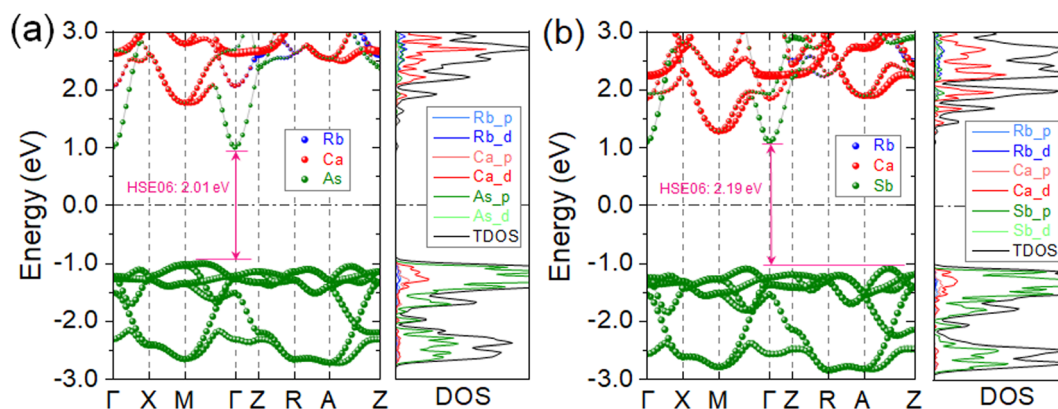 (a)
Energy (eV)
3.0
2.0
1.0
0.0
-1.0
-2.0
-3.0
HSE06: 2.01 eV
Rb
Ca
As
Γ X M Γ Z R A Z
Rb_p
Rb_d
Ca_p
Ca_d
As_p
As_d
TDOS
DOS
(b)
Energy (eV)
3.0
2.0
1.0
0.0
-1.0
-2.0
-3.0
HSE06: 2.19 eV
Rb
Ca
Sb
Γ X M Γ Z R A Z
Rb_p
Rb_d
Ca_p
Ca_d
Sb_p
Sb_d
TDOS
DOS